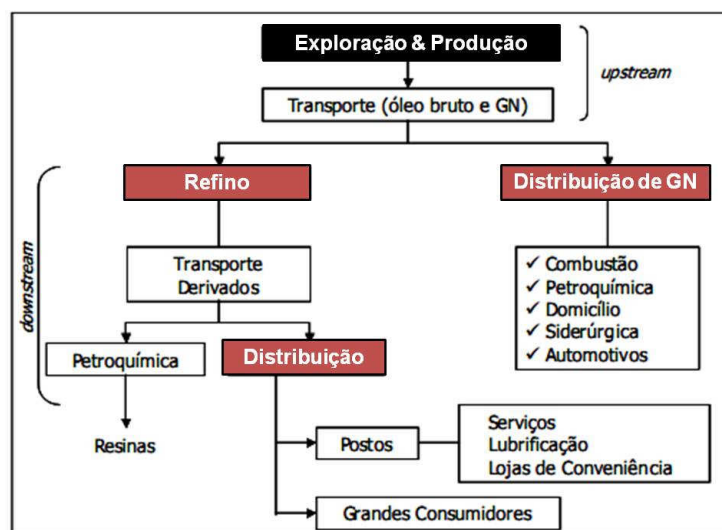 Exploração & Produção
upstream
Transporte (óleo bruto e GN)
Refino
Distribuição de GN
downstream
Transporte
Derivados
✓ Combustão
✓ Petroquímica
✓ Domicílio
✓ Siderúrgica
✓ Automotivos
Petroquímica
Distribuição
Resinas
Postos
Serviços
Lubrificação
Lojas de Conveniência
Grandes Consumidores